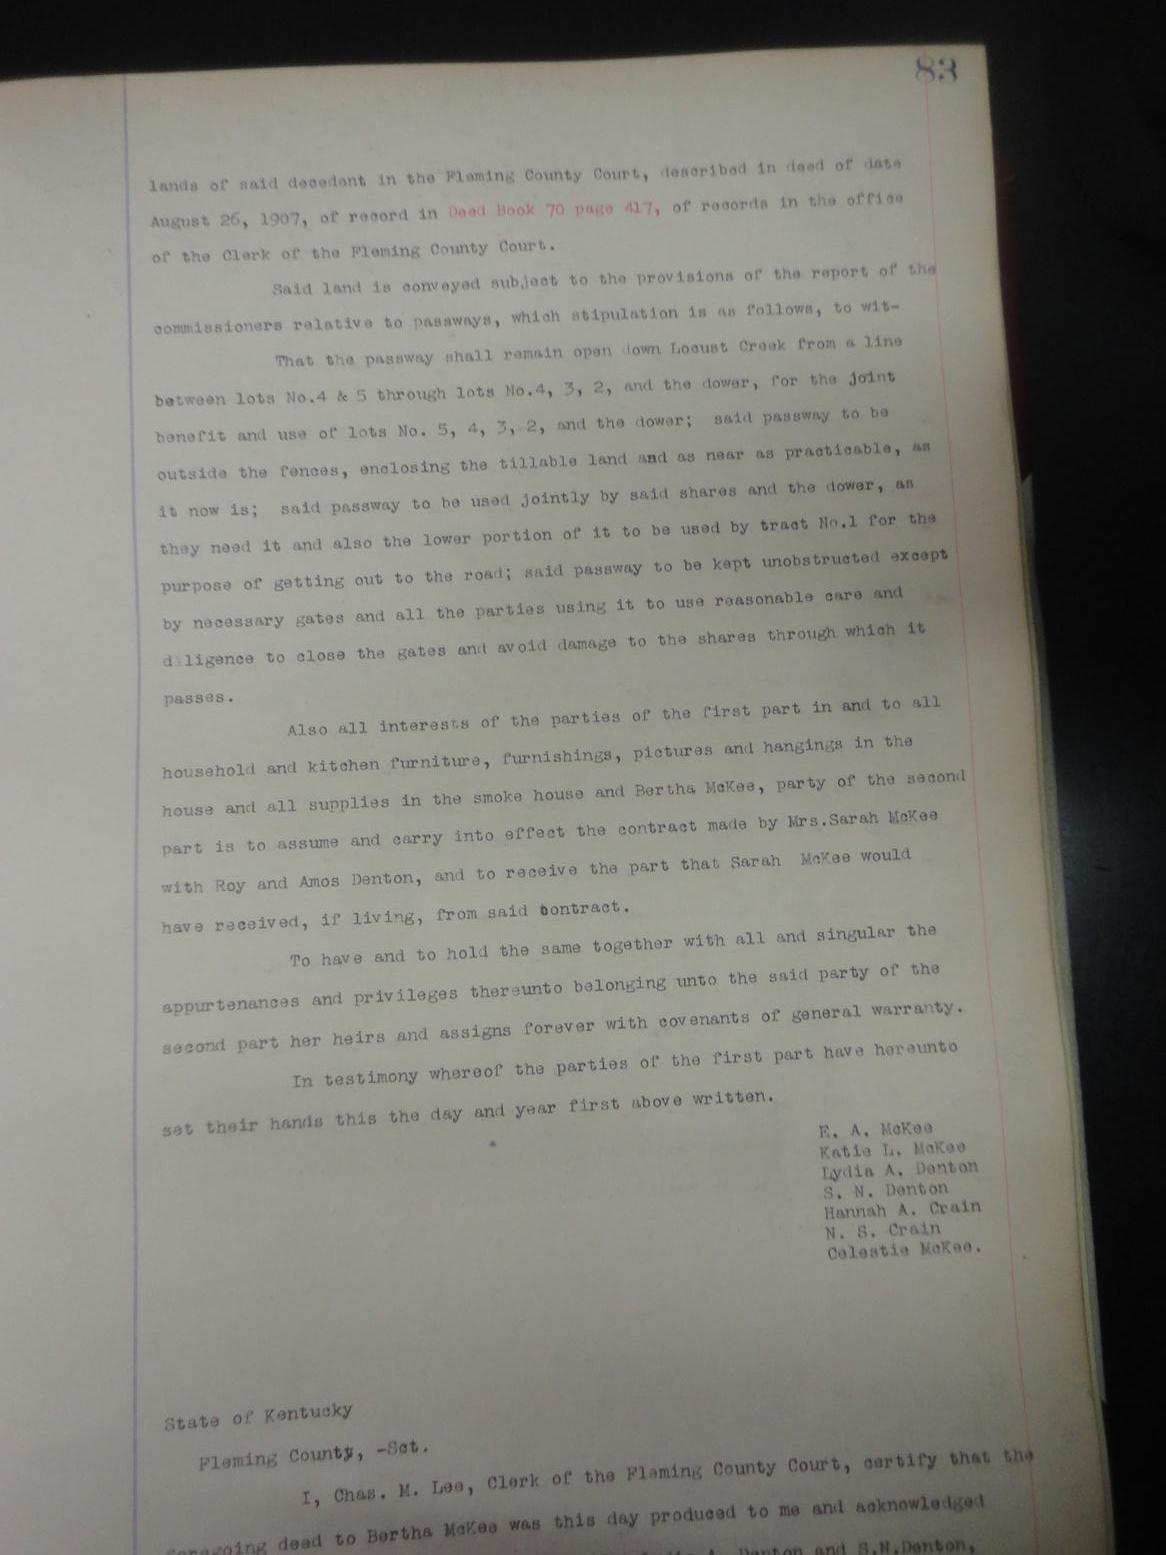 83
lands of said decedent in the Fleming County Court, described in deed of date
August 26, 1907, of record in Deed Book 70 page 417, of records in the office
of the Clerk of the Fleming County Court.
Said land is conveyed subject to the provisions of the report of the
commissioners relative to passways, which stipulation is as follows, to wit-
That the passway shall remain open down Locust Creek from a line
between lots No.4 & 5 through lots No.4, 3, 2, and the dower, for the joint
benefit and use of lots No. 5, 4, 3, 2, and the dower; said passway to be
outside the fences, enclosing the tillable land and as near as practicable, as
it now is; said passway to be used jointly by said shares and the dower, as
they need it and also the lower portion of it to be used by tract No.1 for the
purpose of getting out to the road; said passway to be kept unobstructed except
by necessary gates and all the parties using it to use reasonable care and
diligence to close the gates and avoid damage to the shares through which it
passes.
Also all interests of the parties of the first part in and to all
household and kitchen furniture, furnishings, pictures and hangings in the
house and all supplies in the smoke house and Bertha McKee, party of the second
part is to assume and carry into effect the contract made by Mrs.Sarah McKee
with Roy and Amos Denton, and to receive the part that Sarah McKee would
have received, if living, from said contract.
To have and to hold the same together with all and singular the
appurtenances and privileges thereunto belonging unto the said party of the
second part her heirs and assigns forever with covenants of general warranty.
In testimony whereof the parties of the first part have hereunto
set their hands this the day and year first above written.
E. A. McKee
Katie L. McKee
Lydia A. Denton
S. N. Denton
Hannah A. Crain
N. S. Crain
Celestie McKee.
State of Kentucky
Fleming County, -Sct.
I, Chas. M. Lee, Clerk of the Fleming County Court, certify that the
foregoing deed to Bertha McKee was this day produced to me and acknowledged
A. Denton and S.N.Denton,